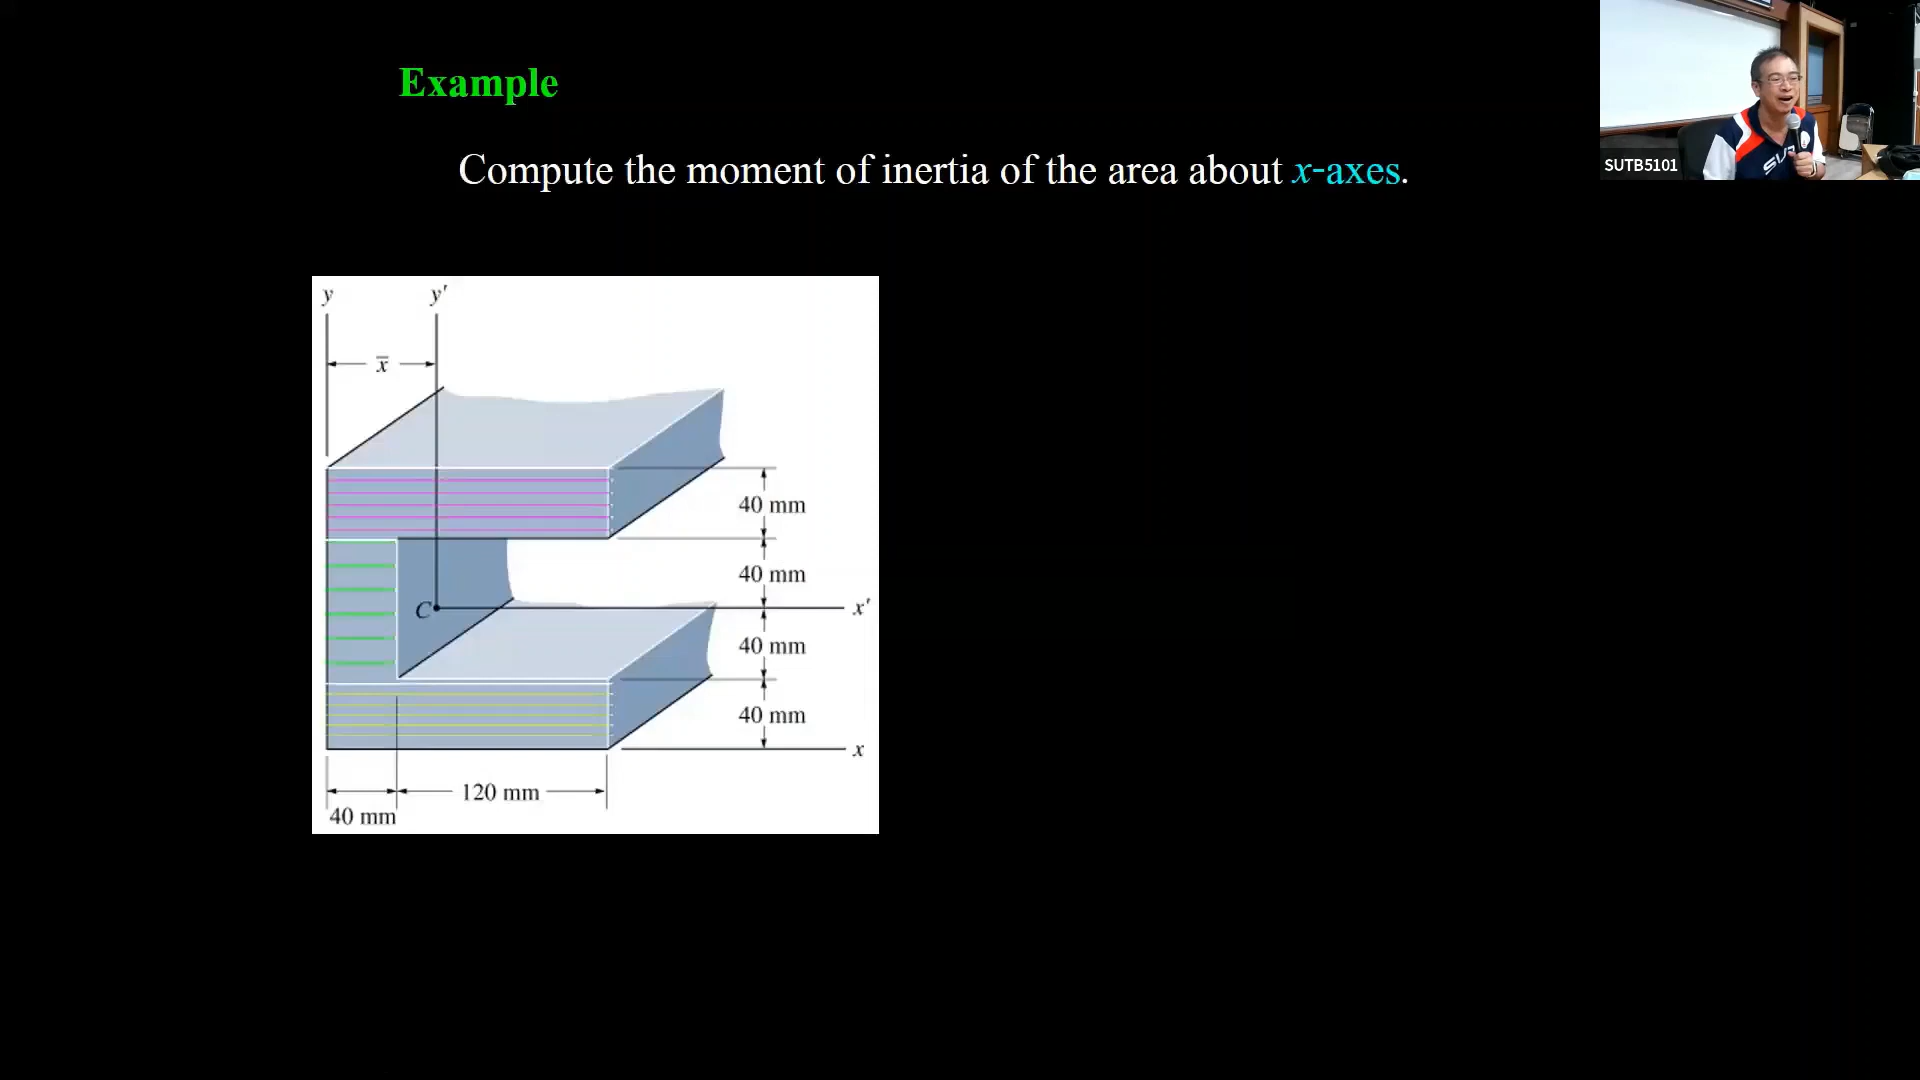 Example
Compute the moment of inertia of the area about x-axes.
SUTB5101
y y′
x̅
40 mm
40 mm
C
x′
40 mm
40 mm
x
120 mm
40 mm